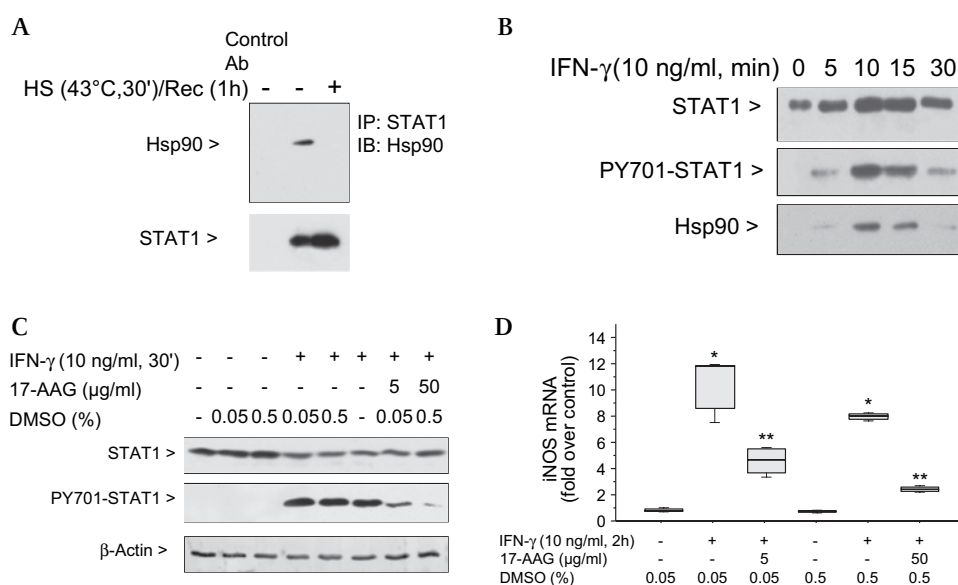 A
Control
Ab
HS (43°C,30')/Rec (1h) - - +
Hsp90 >
IP: STAT1
IB: Hsp90
STAT1 >
B
IFN-γ(10 ng/ml, min) 0 5 10 15 30
STAT1 >
PY701-STAT1 >
Hsp90 >
C
IFN-γ (10 ng/ml, 30') - - - + + + + +
17-AAG (μg/ml) - - - - - - 5 50
DMSO (%) - 0.05 0.5 0.05 0.5 - 0.05 0.5
STAT1 >
PY701-STAT1 >
β-Actin >
D
iNOS mRNA
(fold over control)
14
12
10
8
6
4
2
0
*
**
*
**
IFN-γ (10 ng/ml, 2h) - + + - + +
17-AAG (μg/ml) - - 5 - - 50
DMSO (%) 0.05 0.05 0.05 0.5 0.5 0.5